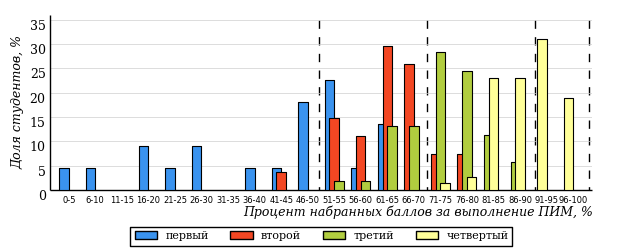 Доля студентов, %
35
30
25
20
15
10
5
0
0-5 6-10 11-15 16-20 21-25 26-30 31-35 36-40 41-45 46-50 51-55 56-60 61-65 66-70 71-75 76-80 81-85 86-90 91-95 96-100
Процент набранных баллов за выполнение ПИМ, %
первый второй третий четвертый